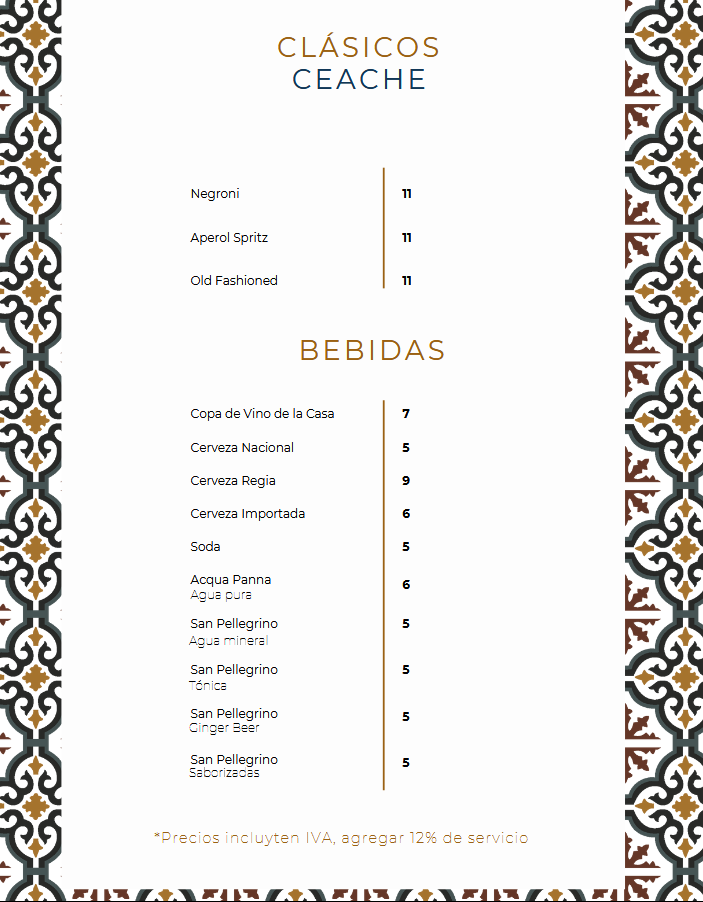 CLÁSICOS
CEACHE
Negroni 11
Aperol Spritz 11
Old Fashioned 11
BEBIDAS
Copa de Vino de la Casa 7
Cerveza Nacional 5
Cerveza Regia 9
Cerveza Importada 6
Soda 5
Acqua Panna 6
Agua pura
San Pellegrino 5
Agua mineral
San Pellegrino 5
Tónica
San Pellegrino 5
Ginger Beer
San Pellegrino 5
Saborizadas
*Precios incluyten IVA, agregar 12% de servicio